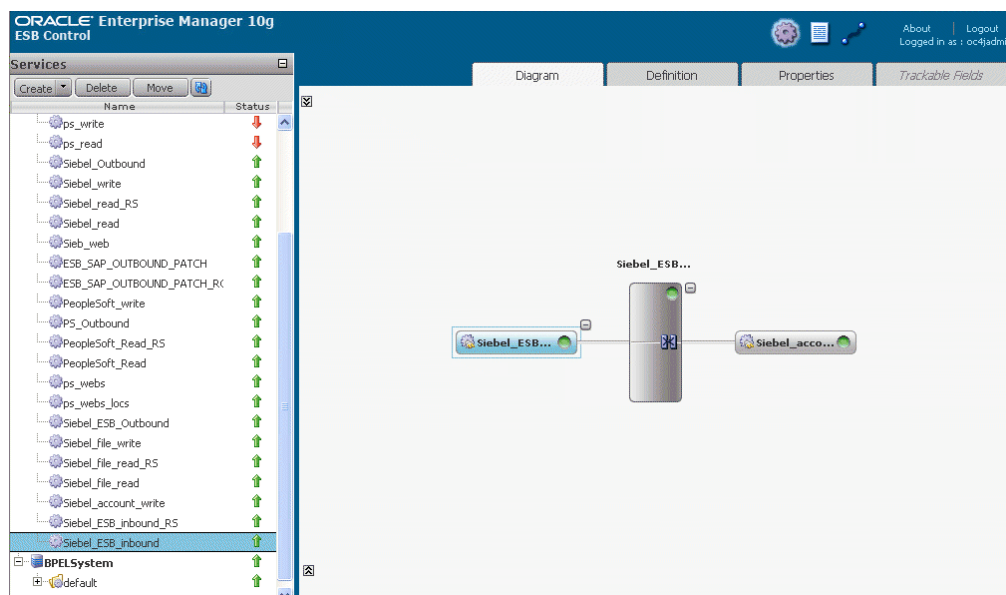 ORACLE Enterprise Manager 10g
ESB Control
About | Logout
Logged in as : oc4jadmi
Services
Create Delete Move
Name Status
Diagram Definition Properties Trackable Fields
ps_write
ps_read
Siebel_Outbound
Siebel_write
Siebel_read_RS
Siebel_read
Sieb_web
ESB_SAP_OUTBOUND_PATCH
ESB_SAP_OUTBOUND_PATCH_RO
PeopleSoft_write
PS_Outbound
PeopleSoft_Read_RS
PeopleSoft_Read
ps_webs
ps_webs_locs
Siebel_ESB_Outbound
Siebel_file_write
Siebel_file_read_RS
Siebel_file_read
Siebel_account_write
Siebel_ESB_inbound_RS
Siebel_ESB_inbound
BPELSystem
default
Siebel_ESB...
Siebel_ESB...
Siebel_acco...